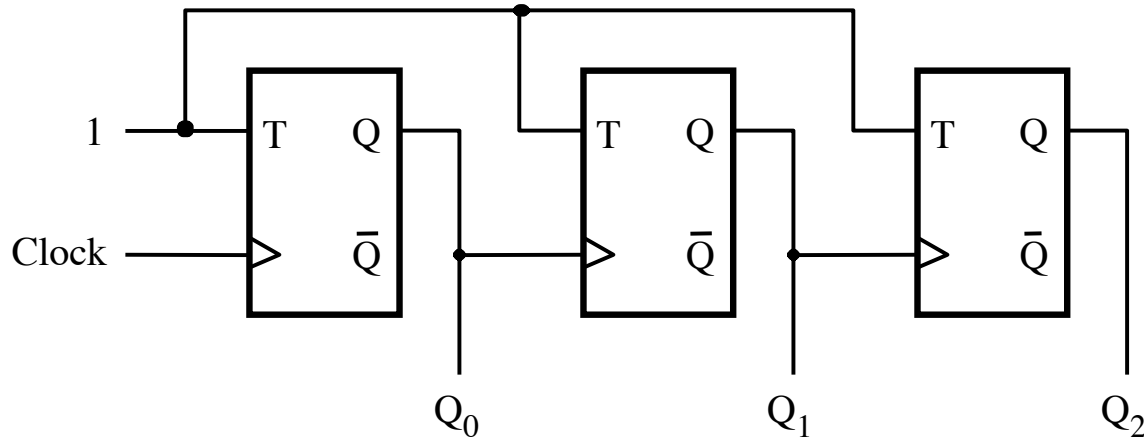 1 T Q T Q T Q
Clock Q̅ Q̅ Q̅
Q₀ Q₁ Q₂